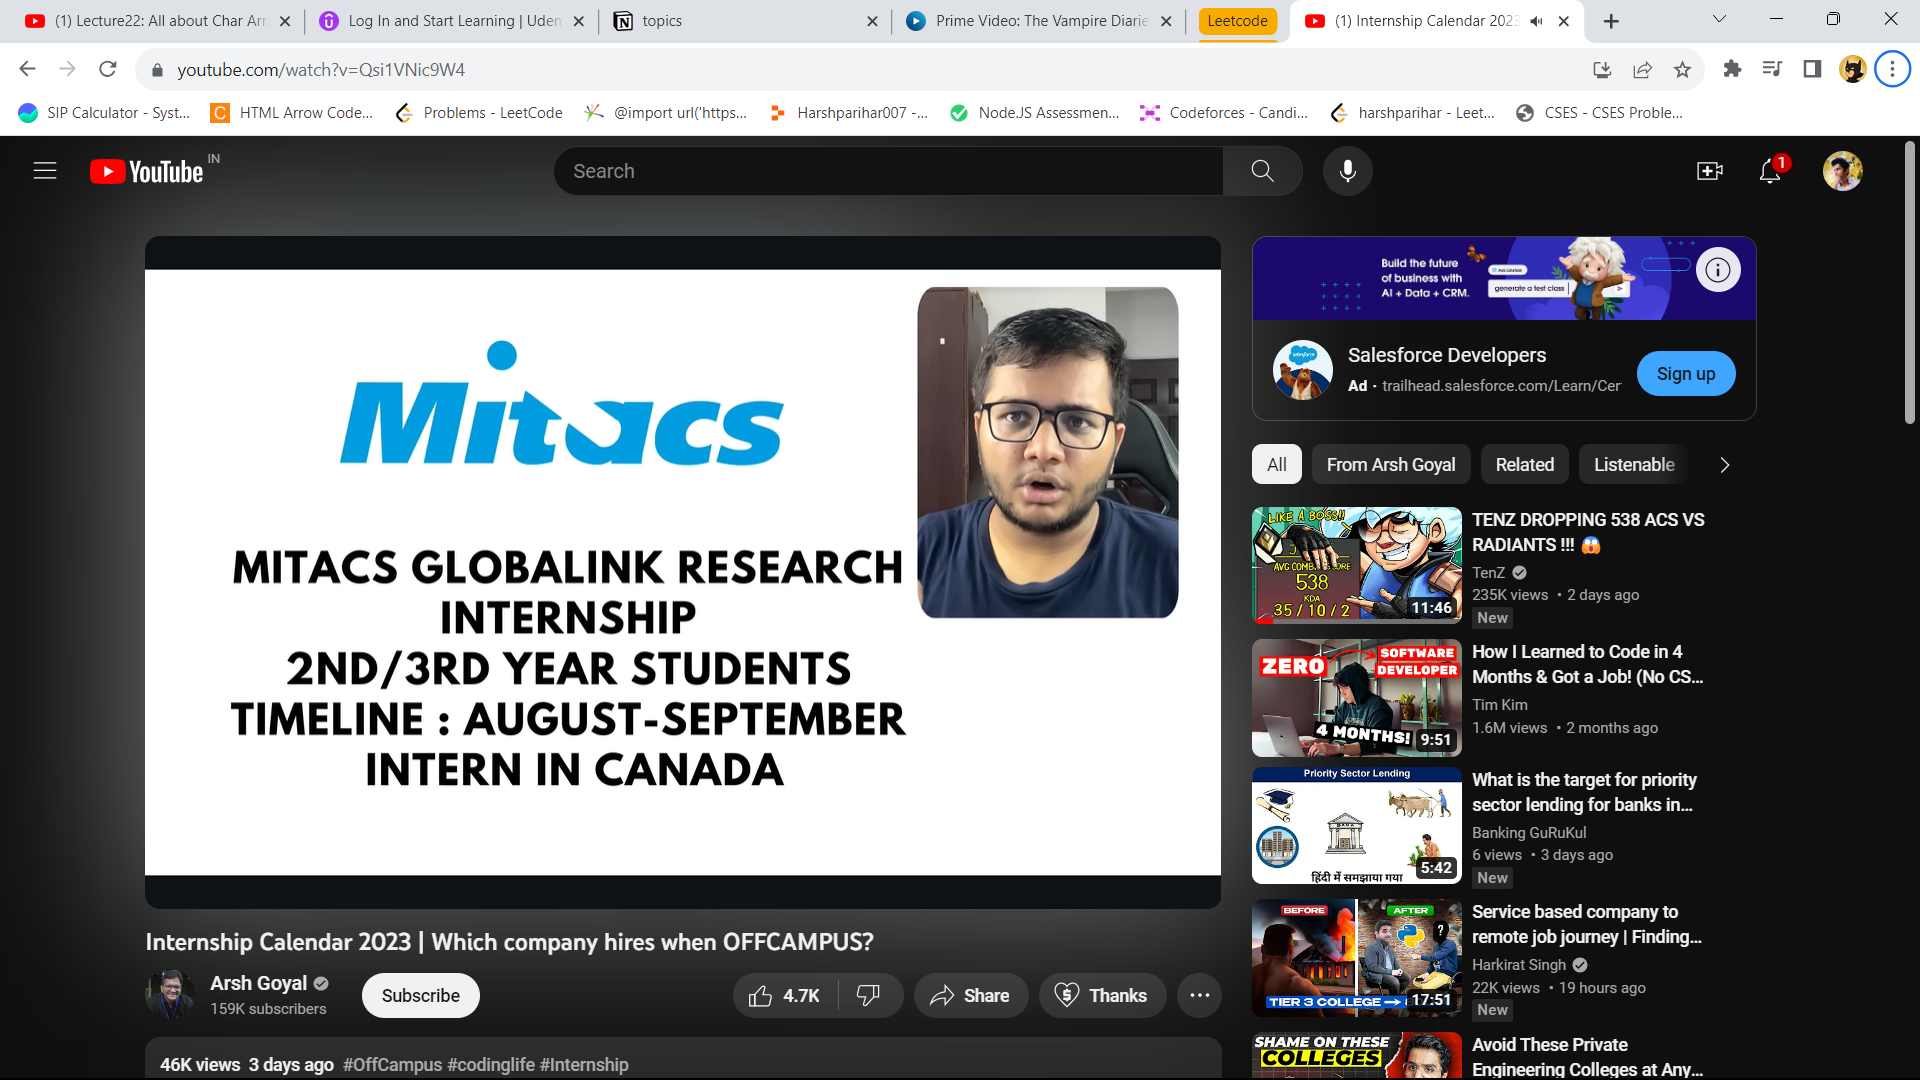 (1) Lecture22: All about Char Arr
Log In and Start Learning | Uden
topics
Prime Video: The Vampire Diarie
Leetcode
(1) Internship Calendar 2023
youtube.com/watch?v=Qsi1VNic9W4
SIP Calculator - Syst...
HTML Arrow Code...
Problems - LeetCode
@import url('https...
Harshparihar007 -...
NodeJS Assessmen...
Codeforces - Candi...
harshparihar - Leet...
CSES - CSES Proble...
YouTube IN
Search
1
Mitacs
MITACS GLOBALINK RESEARCH
INTERNSHIP
2ND/3RD YEAR STUDENTS
TIMELINE : AUGUST-SEPTEMBER
INTERN IN CANADA
Internship Calendar 2023 | Which company hires when OFFCAMPUS?
Arsh Goyal
159K subscribers
Subscribe
4.7K
Share
Thanks
46K views 3 days ago #OffCampus #codinglife #Internship
Build the future
of business with
AI + Data + CRM.
Ask Einstein
generate a test class
salesforce
Salesforce Developers
Ad · trailhead.salesforce.com/Learn/Cer
Sign up
All
From Arsh Goyal
Related
Listenable
LIKE A BOSS!!
538
KDA
35 / 10 / 2
11:46
TENZ DROPPING 538 ACS VS
RADIANTS !!! 😱
TenZ
235K views • 2 days ago
New
ZERO
SOFTWARE
DEVELOPER
4 MONTHS!
9:51
How I Learned to Code in 4
Months & Got a Job! (No CS...
Tim Kim
1.6M views • 2 months ago
Priority Sector Lending
BANK
हिंदी में समझाया गया
5:42
What is the target for priority
sector lending for banks in...
Banking GuRuKul
6 views • 3 days ago
New
BEFORE
AFTER
?
TIER 3 COLLEGE →
17:51
Service based company to
remote job journey | Finding...
Harkirat Singh
22K views • 19 hours ago
New
SHAME ON THESE
COLLEGES
Avoid These Private
Engineering Colleges at Any...